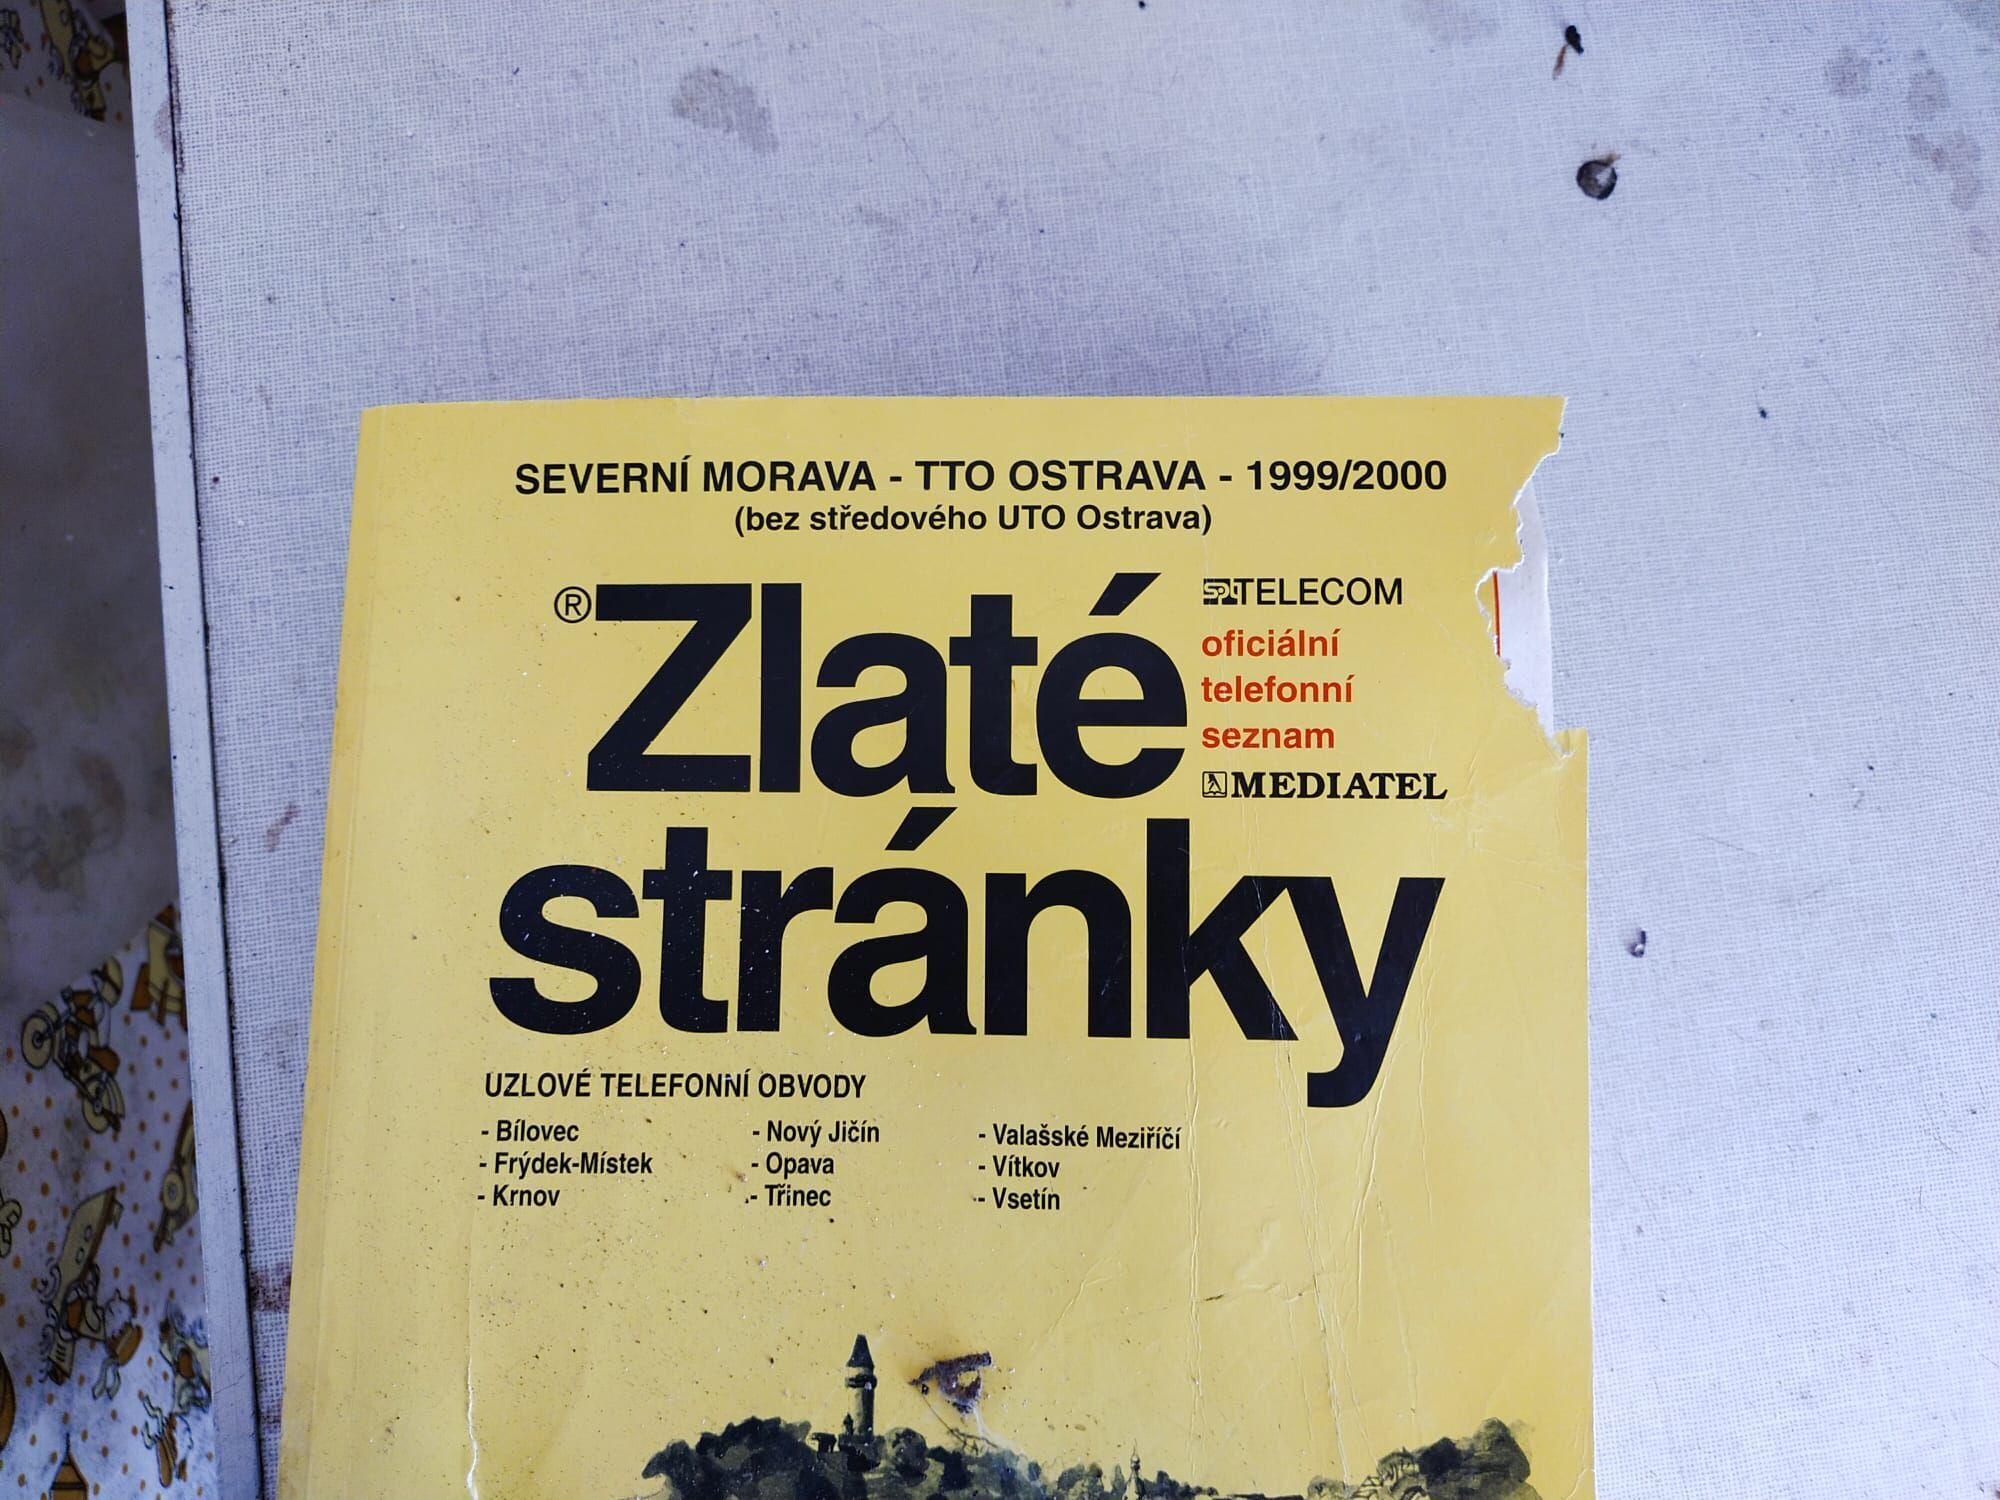 SEVERNÍ MORAVA - TTO OSTRAVA - 1999/2000
(bez středového UTO Ostrava)
®Zlaté
SPT TELECOM
oficiální
telefonní
seznam
MEDIATEL
stránky
UZLOVÉ TELEFONNÍ OBVODY
- Bílovec - Nový Jičín - Valašské Meziříčí
- Frýdek-Místek - Opava - Vítkov
- Krnov - Třinec - Vsetín